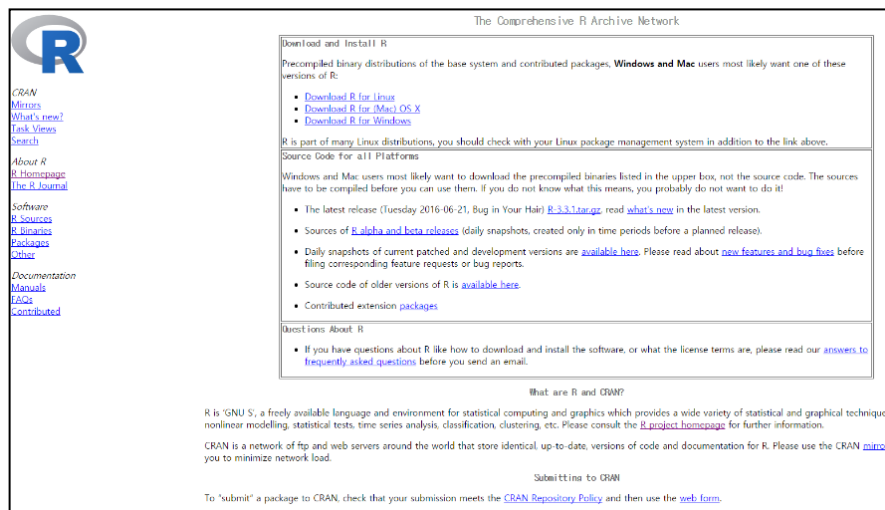 R
CRAN
Mirrors
What's new?
Task Views
Search
About R
R Homepage
The R Journal
Software
R Sources
R Binaries
Packages
Other
Documentation
Manuals
FAQs
Contributed
The Comprehensive R Archive Network
Download and Install R
Precompiled binary distributions of the base system and contributed packages, Windows and Mac users most likely want one of these
versions of R:
• Download R for Linux
• Download R for (Mac) OS X
• Download R for Windows
R is part of many Linux distributions, you should check with your Linux package management system in addition to the link above.
Source Code for all Platforms
Windows and Mac users most likely want to download the precompiled binaries listed in the upper box, not the source code. The sources
have to be compiled before you can use them. If you do not know what this means, you probably do not want to do it!
• The latest release (Tuesday 2016-06-21, Bug in Your Hair) R-3.3.1.tar.gz, read what's new in the latest version.
• Sources of R alpha and beta releases (daily snapshots, created only in time periods before a planned release).
• Daily snapshots of current patched and development versions are available here. Please read about new features and bug fixes before
filing corresponding feature requests or bug reports.
• Source code of older versions of R is available here.
• Contributed extension packages
Questions About R
• If you have questions about R like how to download and install the software, or what the license terms are, please read our answers to
frequently asked questions before you send an email.
What are R and CRAN?
R is 'GNU S', a freely available language and environment for statistical computing and graphics which provides a wide variety of statistical and graphical technique
nonlinear modelling, statistical tests, time series analysis, classification, clustering, etc. Please consult the R project homepage for further information.
CRAN is a network of ftp and web servers around the world that store identical, up-to-date, versions of code and documentation for R. Please use the CRAN mirro
you to minimize network load.
Submitting to CRAN
To "submit" a package to CRAN, check that your submission meets the CRAN Repository Policy and then use the web form.